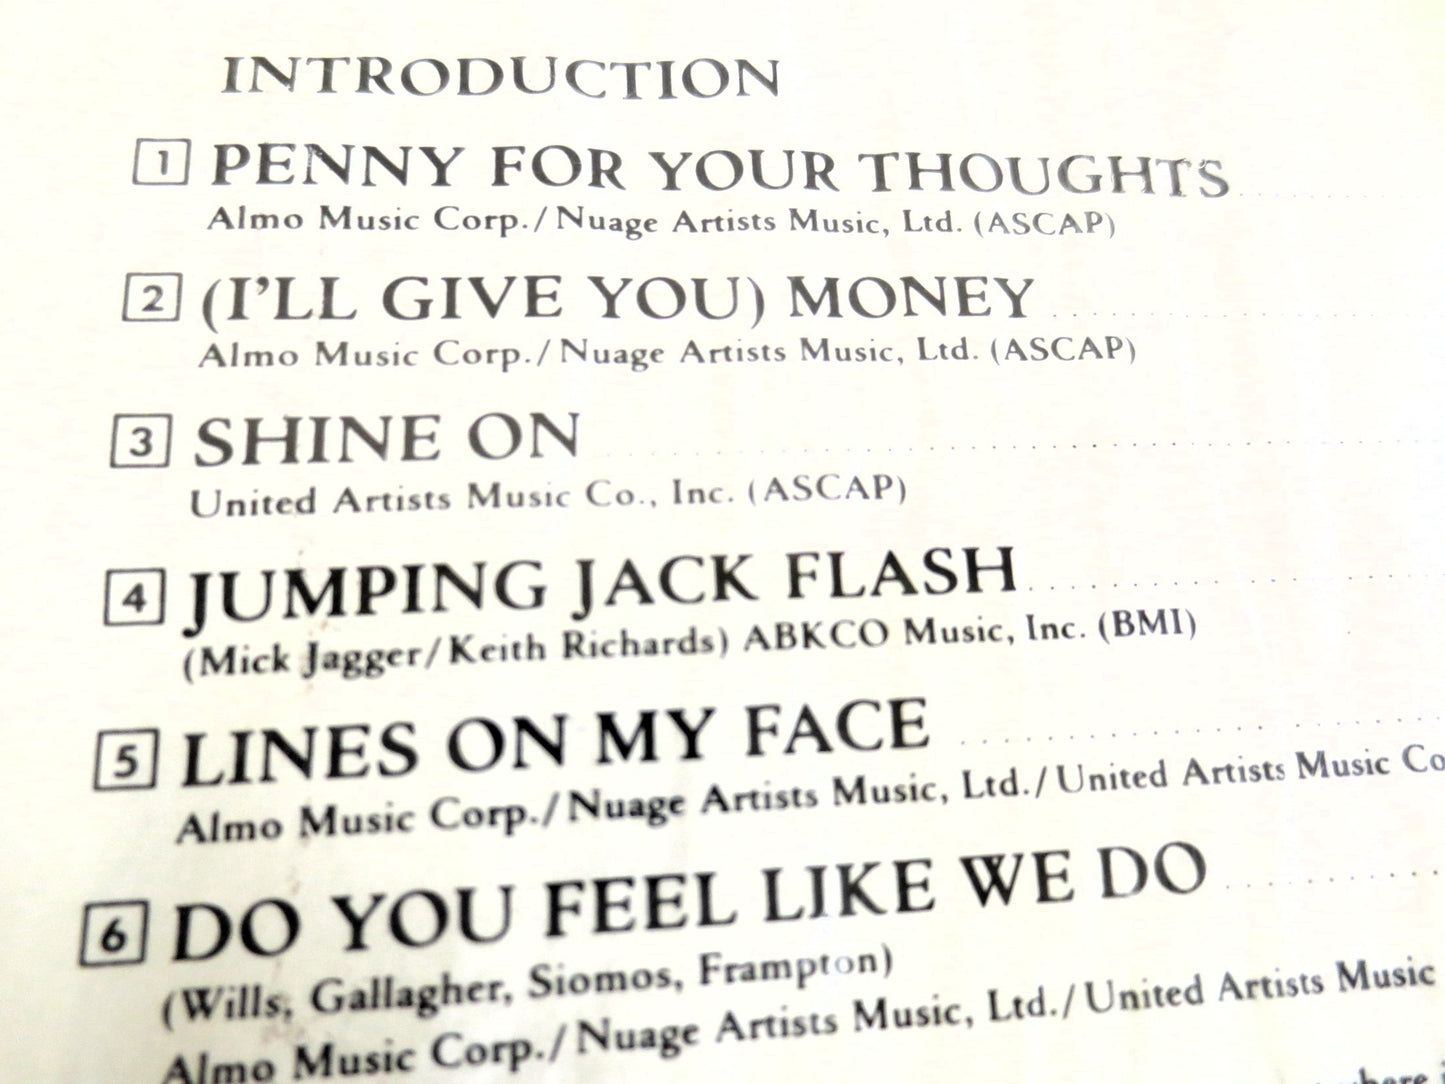 INTRODUCTION
1 PENNY FOR YOUR THOUGHTS
Almo Music Corp./Nuage Artists Music, Ltd. (ASCAP)
2 (I'LL GIVE YOU) MONEY
Almo Music Corp./Nuage Artists Music, Ltd. (ASCAP)
3 SHINE ON
United Artists Music Co., Inc. (ASCAP)
4 JUMPING JACK FLASH
(Mick Jagger/Keith Richards) ABKCO Music, Inc. (BMI)
5 LINES ON MY FACE
Almo Music Corp./Nuage Artists Music, Ltd./United Artists Music Co
6 DO YOU FEEL LIKE WE DO
(Wills, Gallagher, Siomos, Frampton)
Almo Music Corp./Nuage Artists Music, Ltd./United Artists Music